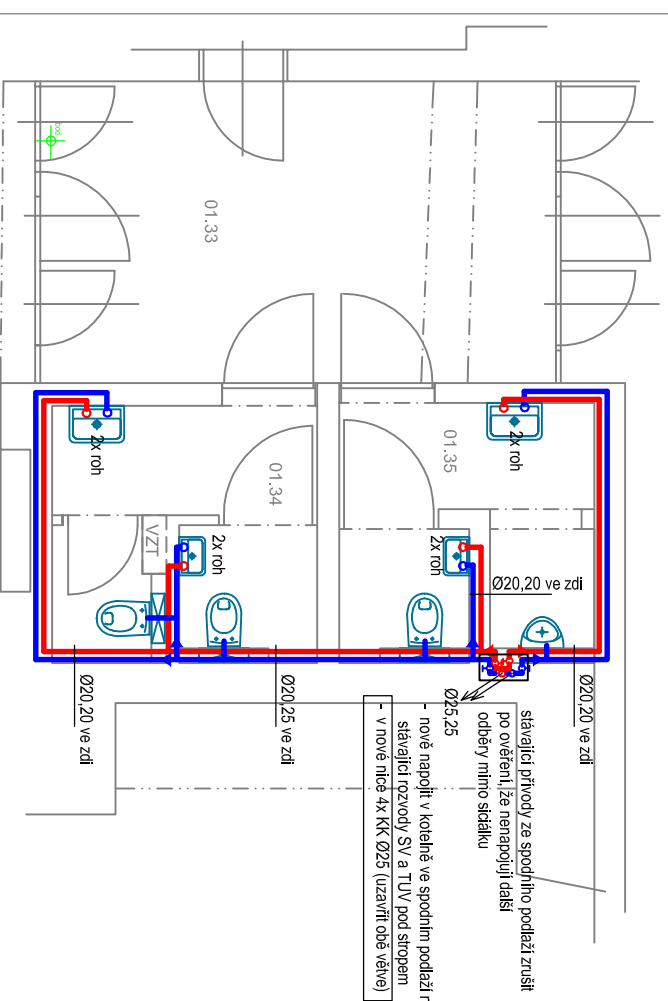 bod
01.33
01.35
01.34
2x roh
2x roh
2x roh
2x roh
VZT
Ø20,20 ve zdi
Ø20,20 ve zdi
Ø20,25 ve zdi
Ø20,20 ve zdi
Ø25,25
stávající přívody ze spodního podlaží zrušit
po ověření, že nenapojují další
odběry mimo siciálku
- nově napojit v kotelně ve spodním podlaží
stávající rozvody SV a TUV pod stropem
- v nové nice 4x KK Ø25 (uzavřít obě větve)